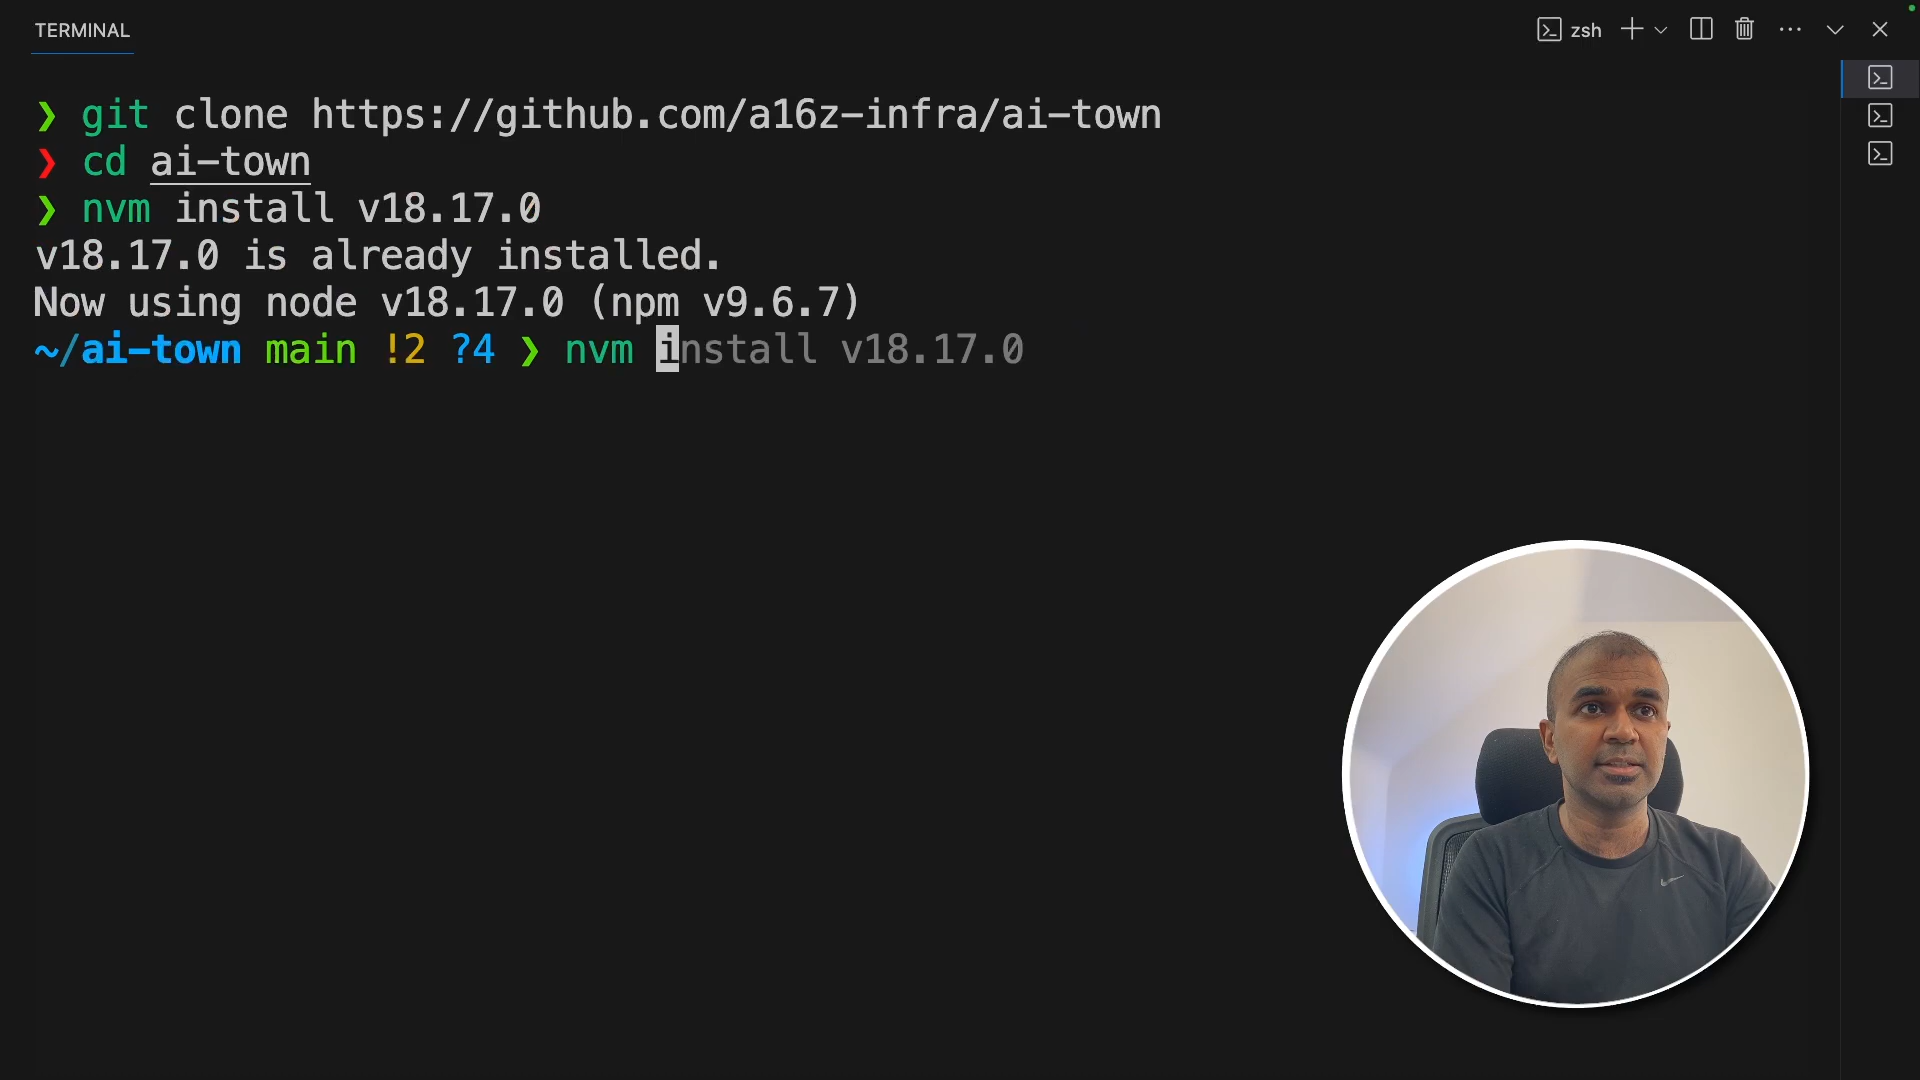 TERMINAL
zsh
❯ git clone https://github.com/a16z-infra/ai-town
❯ cd ai-town
❯ nvm install v18.17.0
v18.17.0 is already installed.
Now using node v18.17.0 (npm v9.6.7)
~/ai-town main !2 ?4 ❯ nvm install v18.17.0